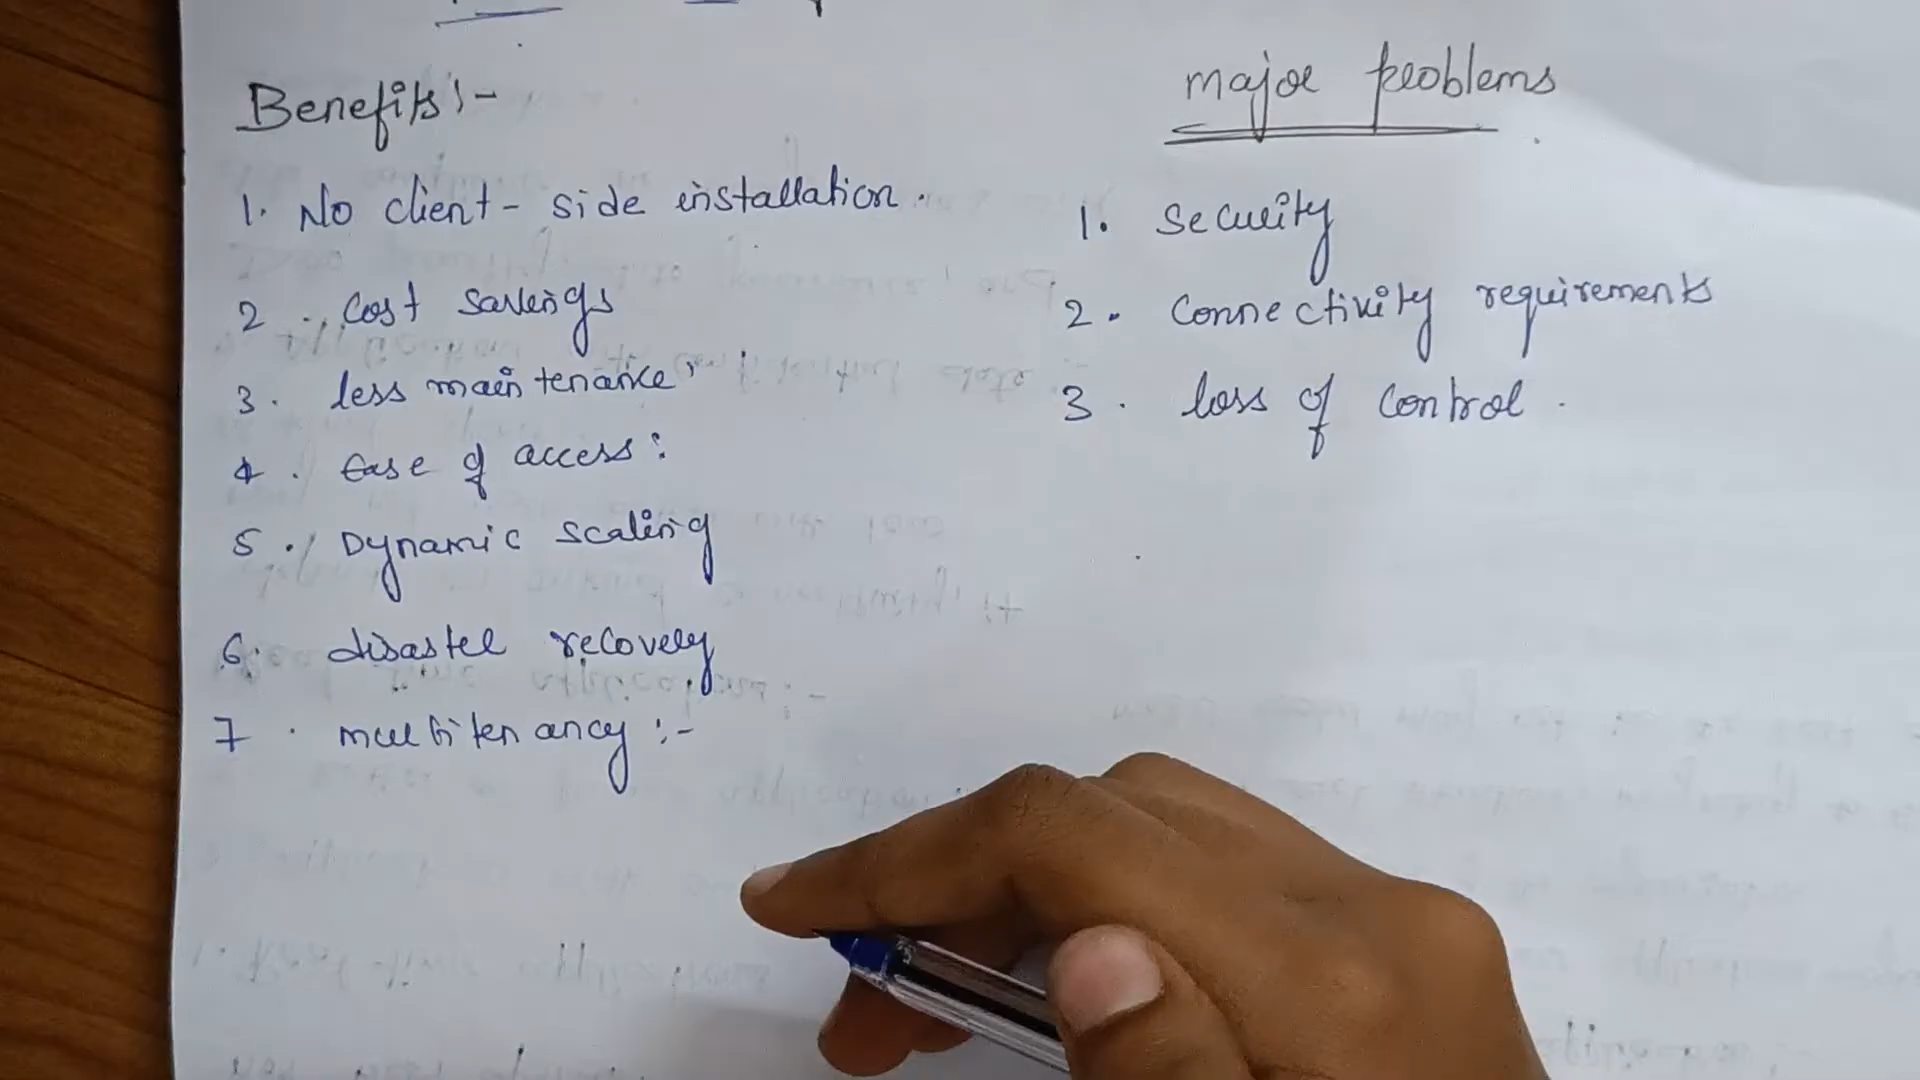 Benefits :-
1. No client - side installation.
2. Cost savings
3. less maintenance
4. Ease of access :
5. Dynamic scaling
6. disaster recovery
7. multitenancy :-
major problems
1. Security
2. Connectivity requirements
3. loss of control.